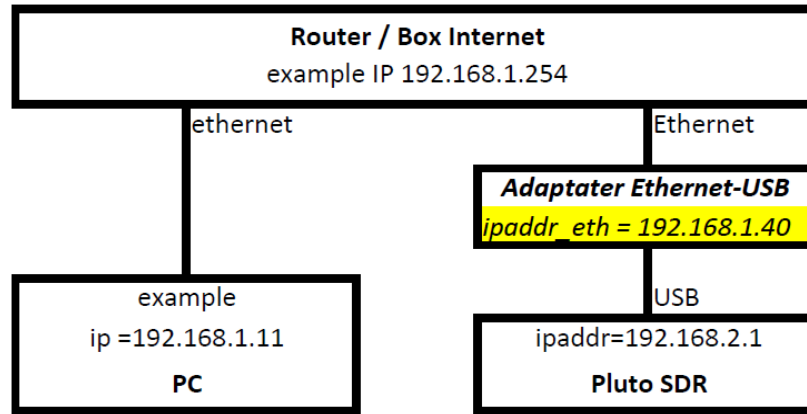 Router / Box Internet
example IP 192.168.1.254
ethernet
Ethernet
Adaptater Ethernet-USB
ipaddr_eth = 192.168.1.40
example
ip =192.168.1.11
PC
USB
ipaddr=192.168.2.1
Pluto SDR